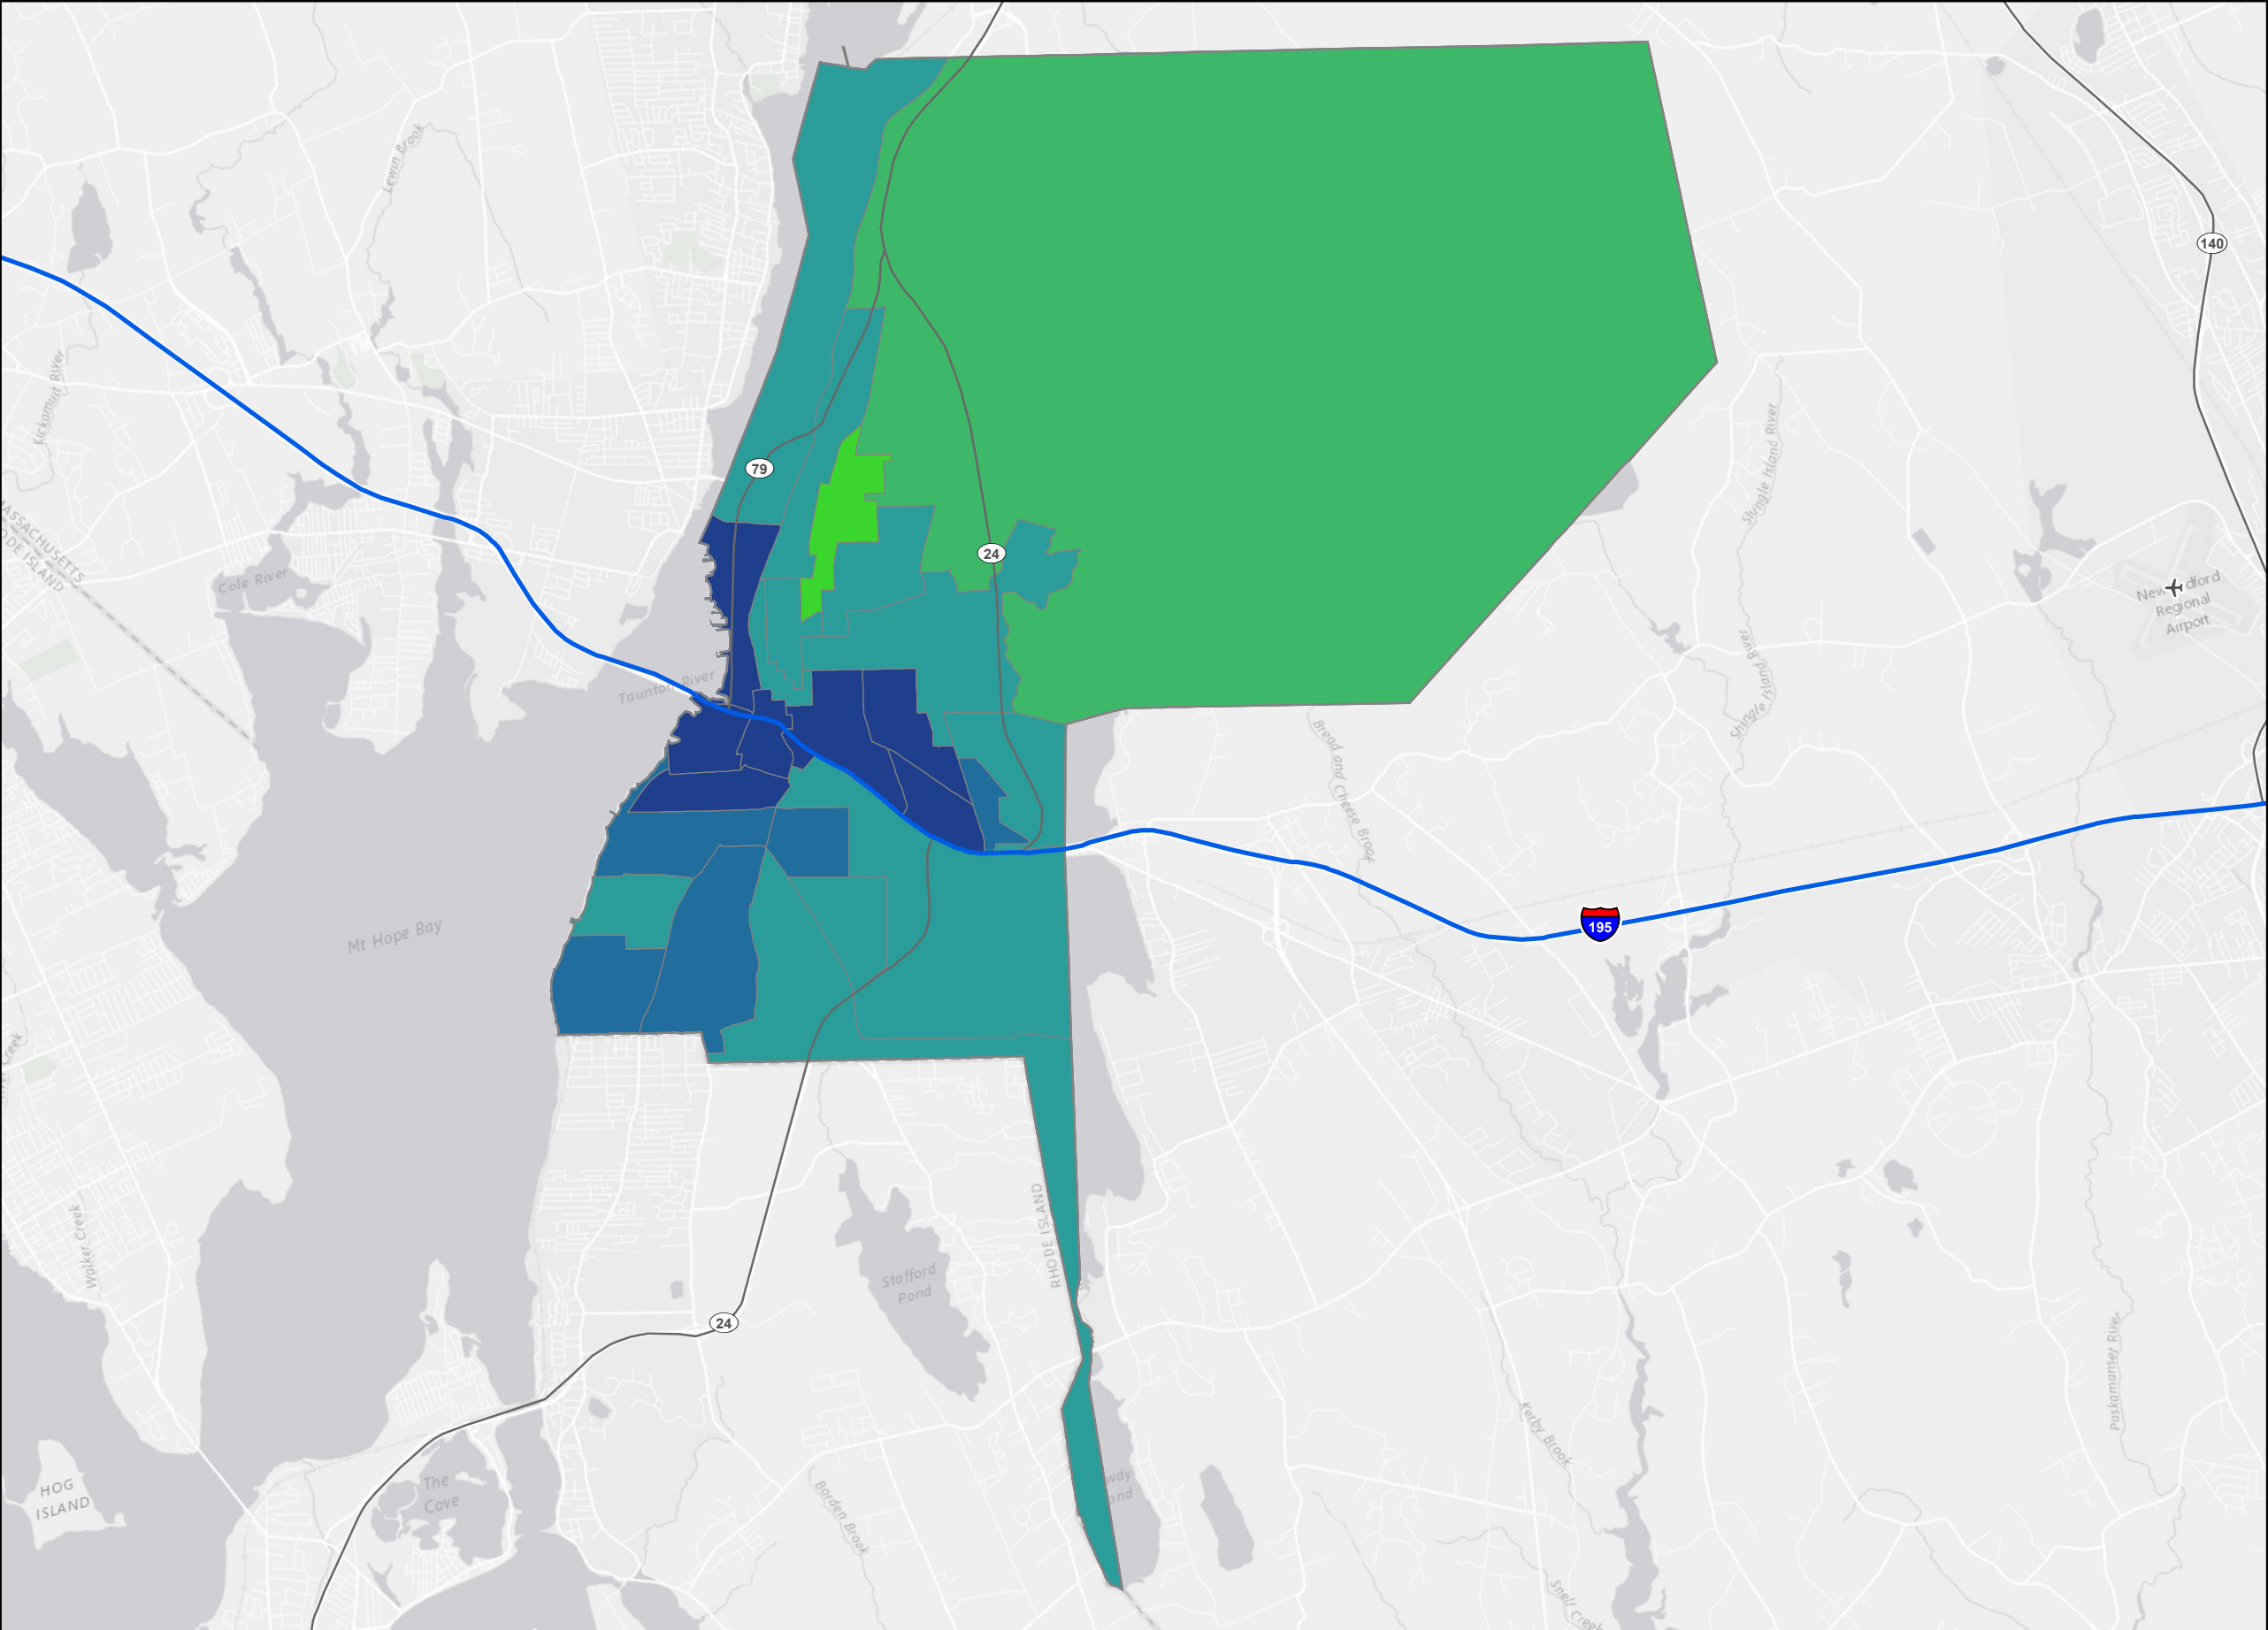 Lewin Brook
140
Kickamuit River
79
24
MASSACHUSETTS
RHODE ISLAND
Cole River
Shingle Island River
New Bedford
Regional
Airport
Taunton River
Shingle Island River
Bread and Cheese Brook
195
Mt Hope Bay
RHODE ISLAND
Walker Creek
Stafford
Pond
24
Paskamanset River
Kerby Brook
HOG
ISLAND
The
Cove
Borden Brook
Snell Creek